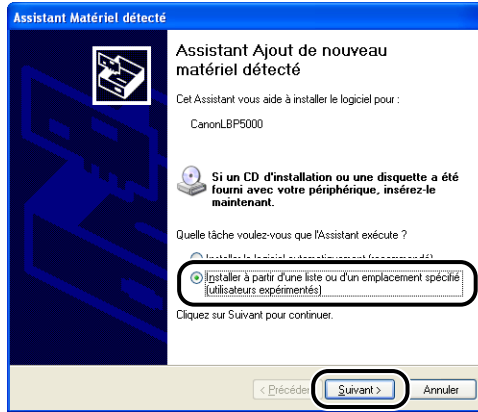 Assistant Matériel détecté
Assistant Ajout de nouveau
matériel détecté
Cet Assistant vous aide à installer le logiciel pour :
CanonLBP5000
Si un CD d'installation ou une disquette a été
fourni avec votre périphérique, insérez-le
maintenant.
Quelle tâche voulez-vous que l'Assistant exécute ?
Installer le logiciel automatiquement (recommandé)
Installer à partir d'une liste ou d'un emplacement spécifié
(utilisateurs expérimentés)
Cliquez sur Suivant pour continuer.
< Précéden
Suivant >
Annuler